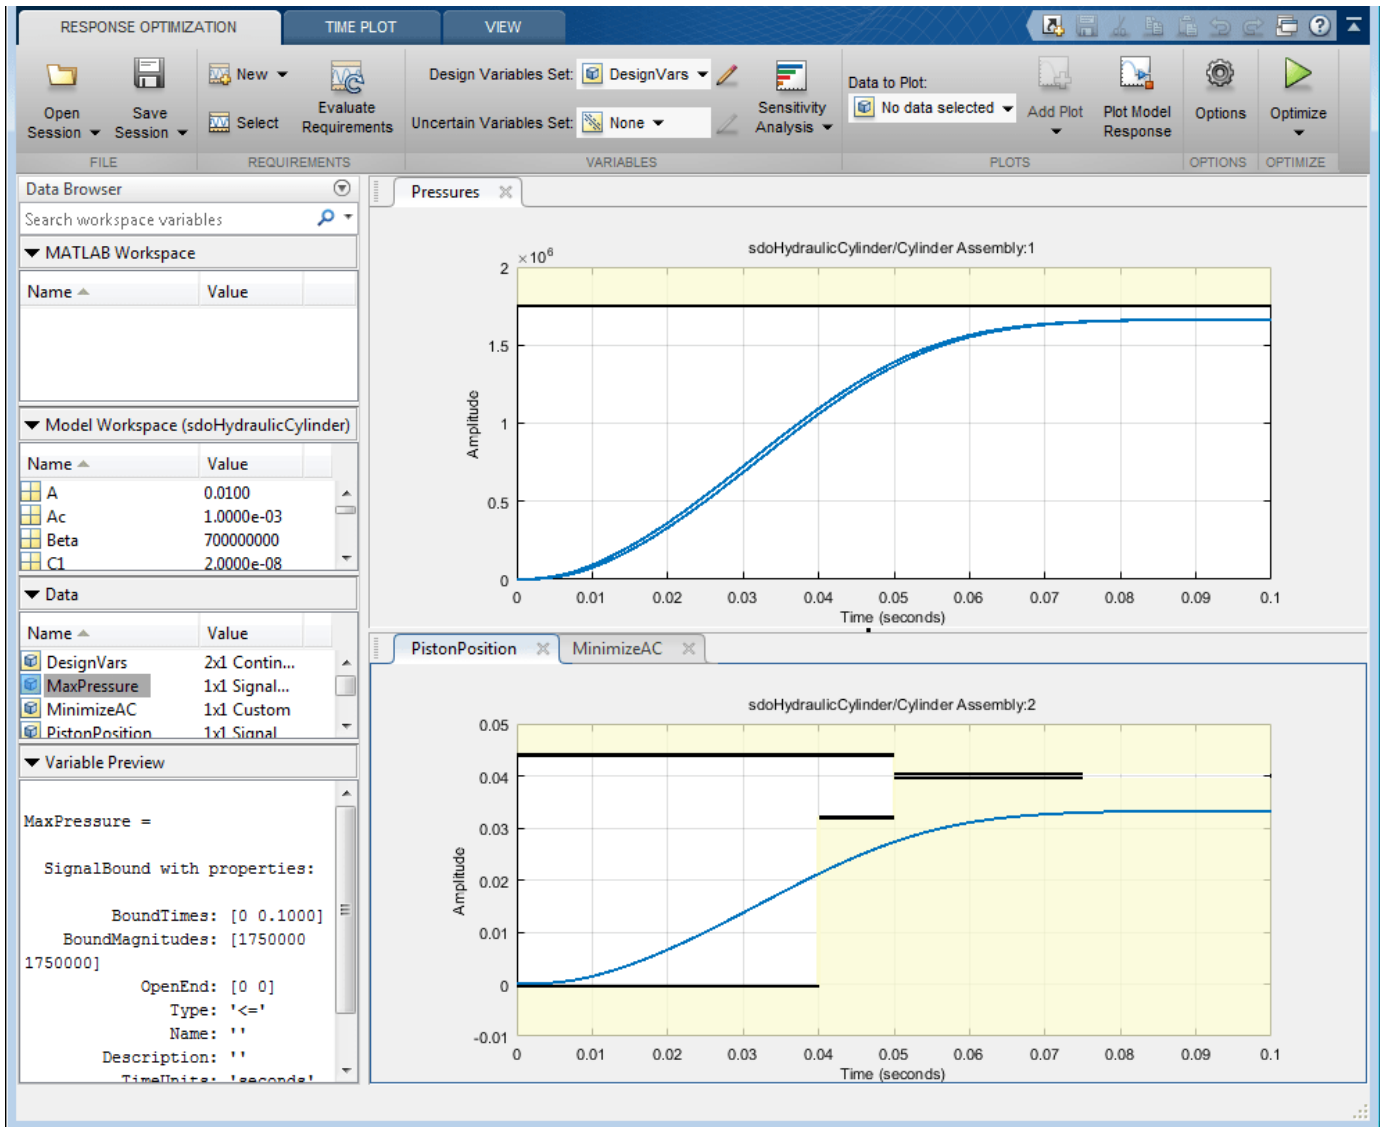 RESPONSE OPTIMIZATION
TIME PLOT
VIEW
Open Session
Save Session
New
Select
Evaluate Requirements
Design Variables Set: DesignVars
Uncertain Variables Set: None
Sensitivity Analysis
Data to Plot:
No data selected
Add Plot
Plot Model Response
Options
Optimize
FILE
REQUIREMENTS
VARIABLES
PLOTS
OPTIONS
OPTIMIZE
Data Browser
Search workspace variables
MATLAB Workspace
Name Value
Model Workspace (sdoHydraulicCylinder)
Name Value
A 0.0100
Ac 1.0000e-03
Beta 700000000
C1 2.0000e-08
Data
Name Value
DesignVars 2x1 Contin...
MaxPressure 1x1 Signal...
MinimizeAC 1x1 Custom
PistonPosition 1x1 Signal
Variable Preview
MaxPressure =
SignalBound with properties:
BoundTimes: [0 0.1000]
BoundMagnitudes: [1750000
1750000]
OpenEnd: [0 0]
Type: '<='
Name: ''
Description: ''
TimeUnits: 'seconds'
Pressures
sdoHydraulicCylinder/Cylinder Assembly:1
×10⁶
2
1.5
1
0.5
0
Amplitude
0 0.01 0.02 0.03 0.04 0.05 0.06 0.07 0.08 0.09 0.1
Time (seconds)
PistonPosition
MinimizeAC
sdoHydraulicCylinder/Cylinder Assembly:2
0.05
0.04
0.03
0.02
0.01
0
-0.01
Amplitude
0 0.01 0.02 0.03 0.04 0.05 0.06 0.07 0.08 0.09 0.1
Time (seconds)